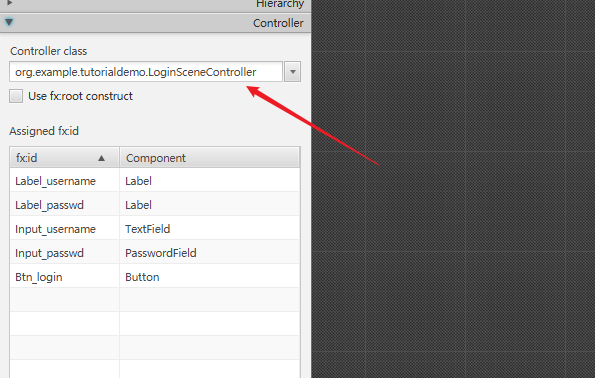 Hierarchy
Controller
Controller class
org.example.tutorialdemo.LoginSceneController
Use fx:root construct
Assigned fx:id
fx:id Component
Label_username Label
Label_passwd Label
Input_username TextField
Input_passwd PasswordField
Btn_login Button